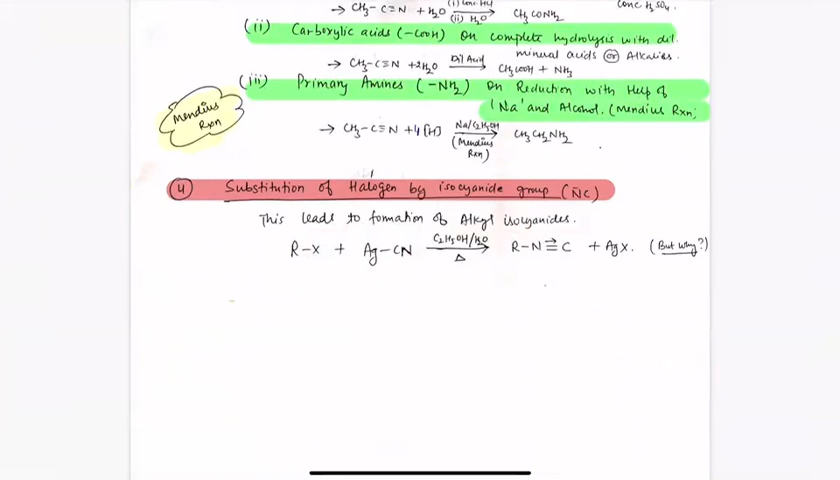 → CH₃-C≡N + H₂O (i) Conc. HCl (ii) H₂O → CH₃CONH₂ Conc H₂SO₄.
(ii) Carboxylic acids (-COOH) On complete hydrolysis with dil.
mineral acids (or) Alkalies.
→ CH₃-C≡N + 2H₂O Dil Acid → CH₃COOH + NH₃
(iii) Primary Amines (-NH₂) On Reduction with Help of
'Na' and Alcohol. (Mendius Rxn;
Mendius
Rxn
→ CH₃-C≡N + 4[H] Na/C₂H₅OH (Mendius Rxn) → CH₃CH₂NH₂
4 Substitution of Halogen by isocyanide group (NC)
This leads to formation of Alkyl isocyanides.
R-X + Ag-CN C₂H₅OH/H₂O Δ → R-N≡C + AgX. (But why?)